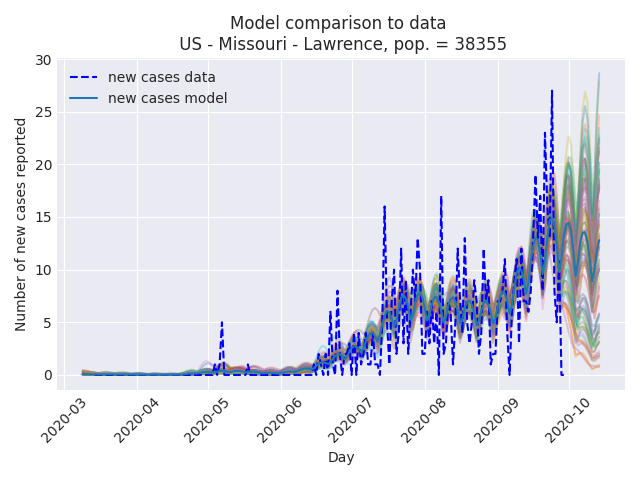 Model comparison to data
US - Missouri - Lawrence, pop. = 38355
30
25
20
15
10
5
0
Number of new cases reported
new cases data
new cases model
2020-03
2020-04
2020-05
2020-06
2020-07
2020-08
2020-09
2020-10
Day